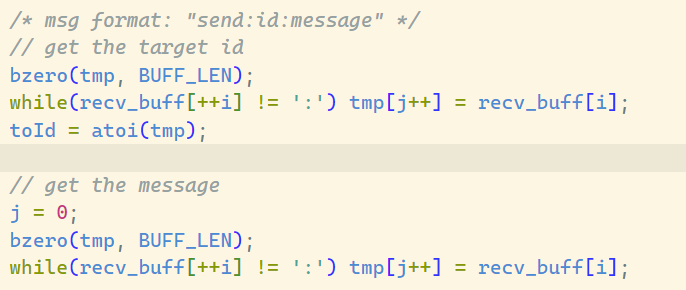 /* msg format: "send:id:message" */
// get the target id
bzero(tmp, BUFF_LEN);
while(recv_buff[++i] != ':') tmp[j++] = recv_buff[i];
toId = atoi(tmp);
// get the message
j = 0;
bzero(tmp, BUFF_LEN);
while(recv_buff[++i] != ':') tmp[j++] = recv_buff[i];